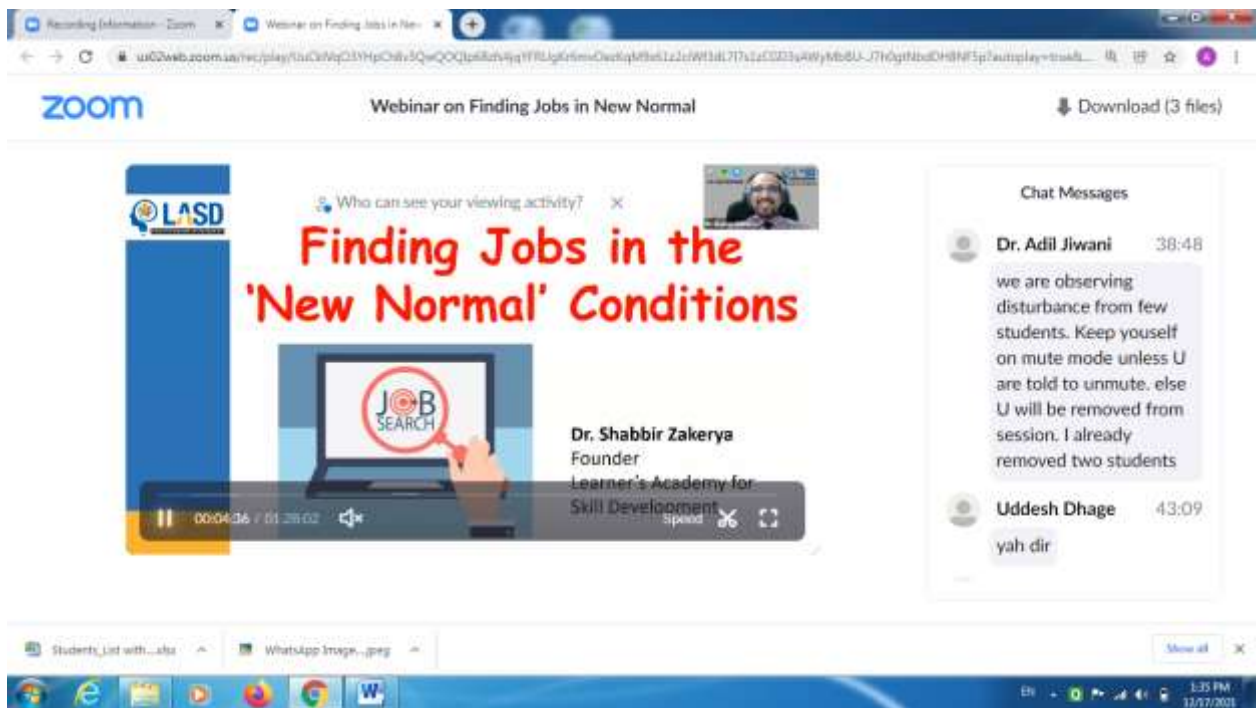 Recording Information - Zoom
Webinar on Finding Jobs in New
zoom
Webinar on Finding Jobs in New Normal
Download (3 files)
LASD
Who can see your viewing activity?
Finding Jobs in the
‘New Normal’ Conditions
JOB
SEARCH
Dr. Shabbir Zakerya
Founder
Learner's Academy for
Skill Development
00:04:36 / 01:28:02
Speed
Chat Messages
Dr. Adil Jiwani 38:48
we are observing
disturbance from few
students. Keep youself
on mute mode unless U
are told to unmute. else
U will be removed from
session. I already
removed two students
Uddesh Dhage 43:09
yah dir
Students_List with....xlsx
WhatsApp Image....jpeg
Show all
EN
1:35 PM
12/17/2021